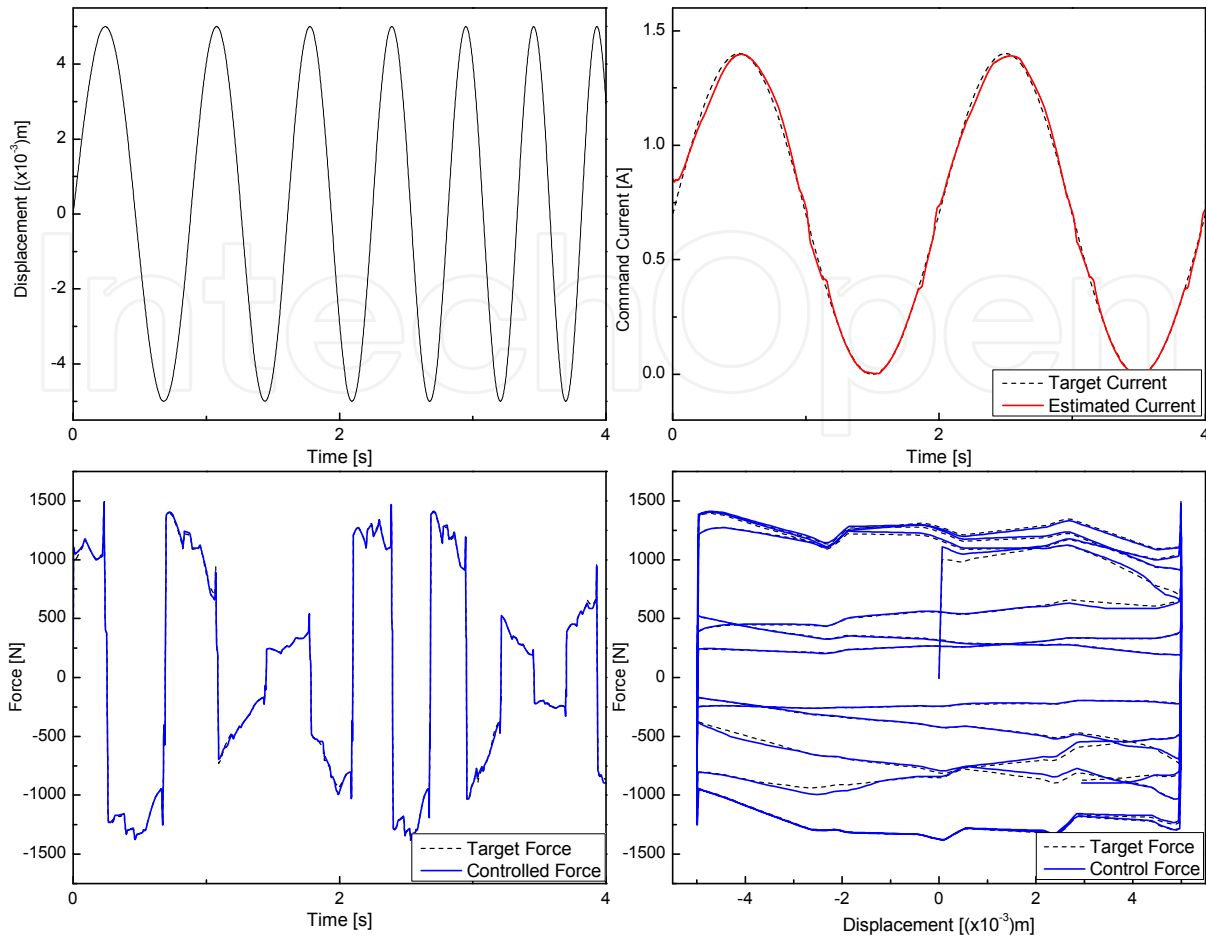 4
2
0
-2
-4
Displacement [(x10-3)m]
0
2
4
Time [s]
1.5
1.0
0.5
0.0
Command Current [A]
Target Current
Estimated Current
0
2
4
Time [s]
IntechOpen
1500
1000
500
0
-500
-1000
-1500
Force [N]
Target Force
Controlled Force
0
2
4
Time [s]
1500
1000
500
0
-500
-1000
-1500
Force [N]
Target Force
Control Force
-4
-2
0
2
4
Displacement [(x10-3)m]